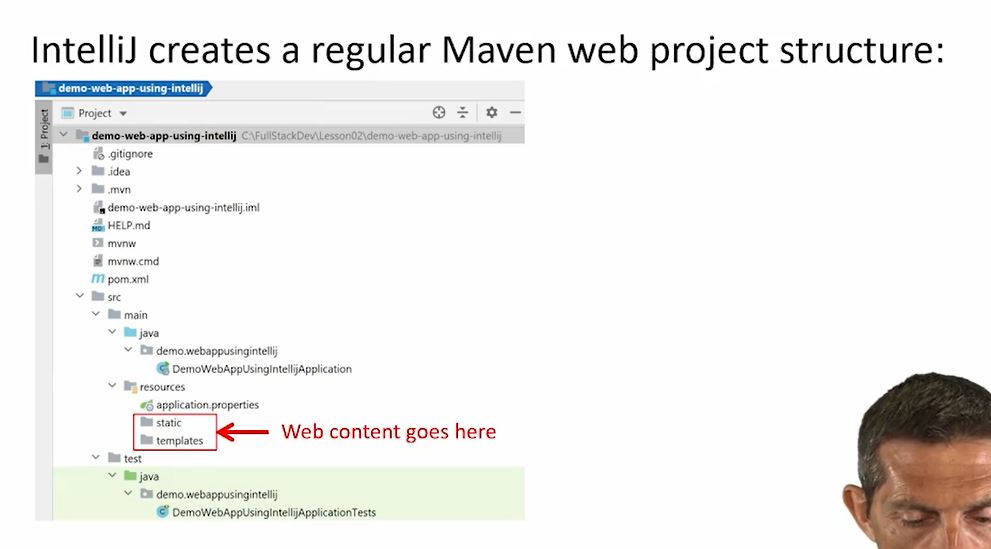 IntelliJ creates a regular Maven web project structure:
demo-web-app-using-intellij
1: Project
Project
demo-web-app-using-intellij C:\FullStackDev\Lesson02\demo-web-app-using-intellij
.gitignore
.idea
.mvn
demo-web-app-using-intellij.iml
HELP.md
mvnw
mvnw.cmd
pom.xml
src
main
java
demo.webappusingintellij
DemoWebAppUsingIntellijApplication
resources
application.properties
static
templates
Web content goes here
test
java
demo.webappusingintellij
DemoWebAppUsingIntellijApplicationTests